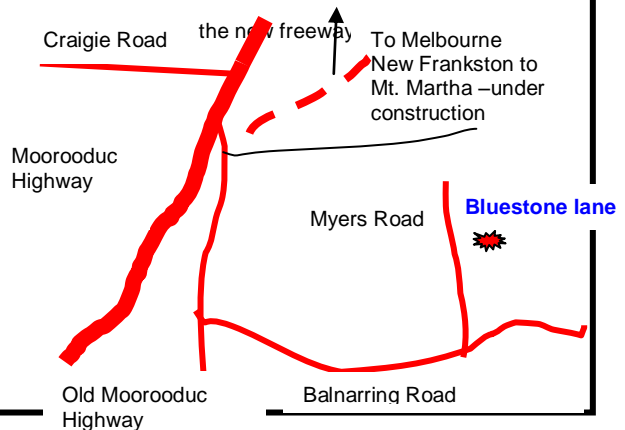 the new freeway
Craigie Road
To Melbourne
New Frankston to
Mt. Martha –under
construction
Moorooduc
Highway
Myers Road
Bluestone lane
Old Moorooduc
Highway
Balnarring Road